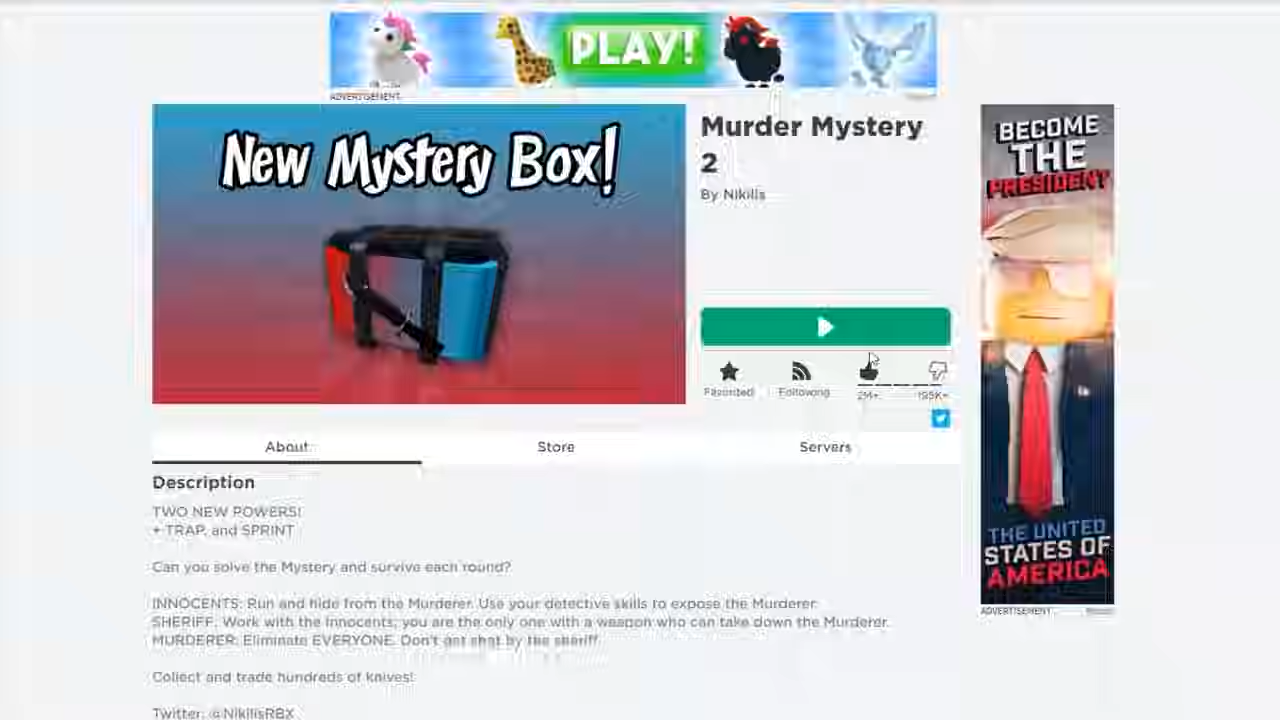 PLAY!
ADVERTISEMENT
New Mystery Box!
Murder Mystery
2
By Nikilis
Favorited
Following
2M+
195K+
About
Store
Servers
Description
TWO NEW POWERS!
+ TRAP, and SPRINT
Can you solve the Mystery and survive each round?
INNOCENTS: Run and hide from the Murderer. Use your detective skills to expose the Murderer.
SHERIFF: Work with the Innocents; you are the only one with a weapon who can take down the Murderer.
MURDERER: Eliminate EVERYONE. Don't get shot by the sheriff
Collect and trade hundreds of knives!
Twitter: @NikilisRBX
BECOME
THE
PRESIDENT
THE UNITED
STATES OF
AMERICA
ADVERTISEMENT